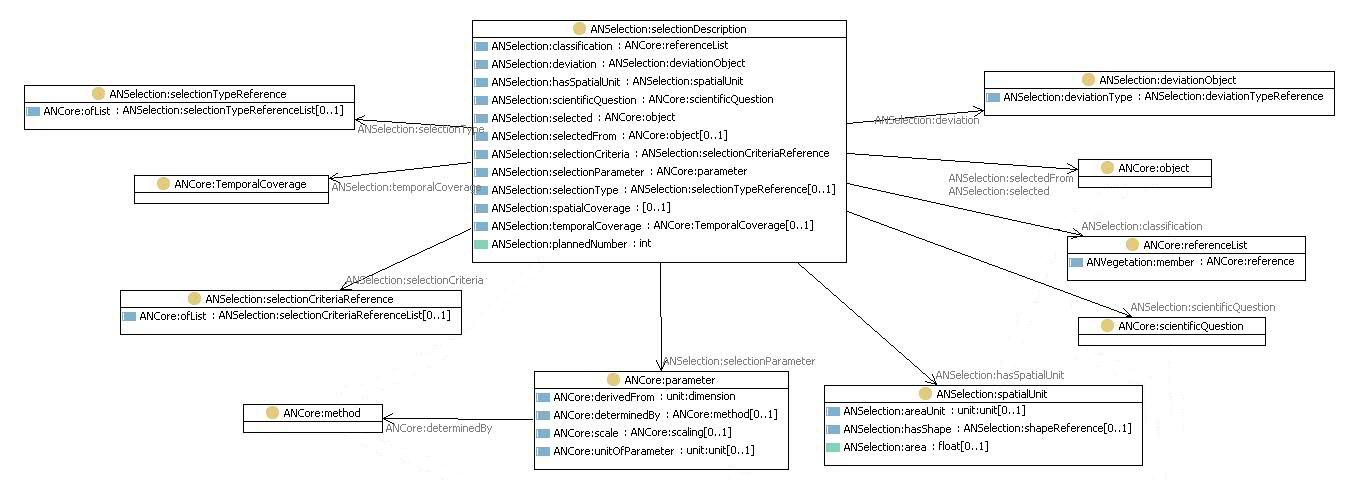 ANSelection:selectionDescription
ANSelection:classification : ANCore:referenceList
ANSelection:deviation : ANSelection:deviationObject
ANSelection:hasSpatialUnit : ANSelection:spatialUnit
ANSelection:scientificQuestion : ANCore:scientificQuestion
ANSelection:selected : ANCore:object
ANSelection:selectedFrom : ANCore:object[0..1]
ANSelection:selectionCriteria : ANSelection:selectionCriteriaReference
ANSelection:selectionParameter : ANCore:parameter
ANSelection:selectionType : ANSelection:selectionTypeReference[0..1]
ANSelection:spatialCoverage : [0..1]
ANSelection:temporalCoverage : ANCore:TemporalCoverage[0..1]
ANSelection:plannedNumber : int
ANSelection:selectionTypeReference
ANCore:ofList : ANSelection:selectionTypeReferenceList[0..1]
ANSelection:selectionType
ANCore:TemporalCoverage
ANSelection:temporalCoverage
ANSelection:selectionCriteria
ANSelection:selectionCriteriaReference
ANCore:ofList : ANSelection:selectionCriteriaReferenceList[0..1]
ANSelection:deviationObject
ANSelection:deviationType : ANSelection:deviationTypeReference
ANSelection:deviation
ANCore:object
ANSelection:selectedFrom
ANSelection:selected
ANSelection:classification
ANCore:referenceList
ANVegetation:member : ANCore:reference
ANSelection:scientificQuestion
ANCore:scientificQuestion
ANSelection:selectionParameter
ANCore:parameter
ANCore:derivedFrom : unit:dimension
ANCore:determinedBy : ANCore:method[0..1]
ANCore:scale : ANCore:scaling[0..1]
ANCore:unitOfParameter : unit:unit[0..1]
ANCore:method
ANCore:determinedBy
ANSelection:hasSpatialUnit
ANSelection:spatialUnit
ANSelection:areaUnit : unit:unit[0..1]
ANSelection:hasShape : ANSelection:shapeReference[0..1]
ANSelection:area : float[0..1]